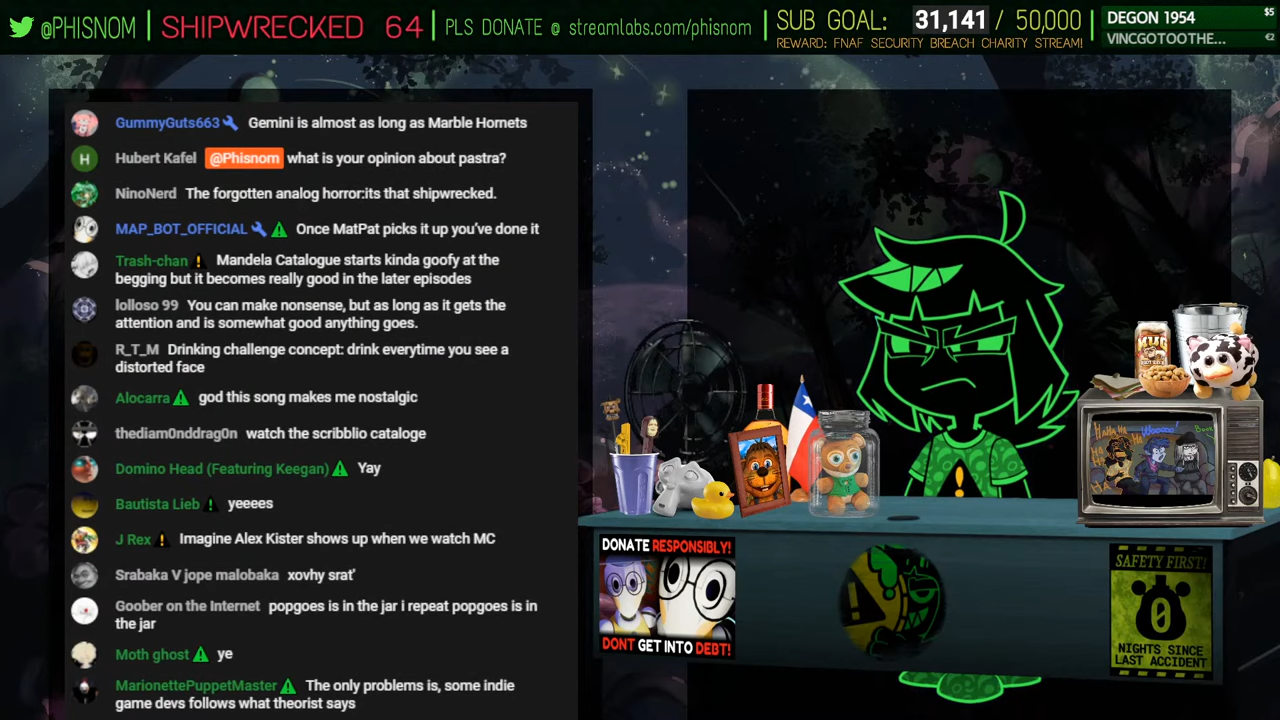 @PHISNOM
SHIPWRECKED 64
PLS DONATE @ streamlabs.com/phisnom
SUB GOAL: 31,141 / 50,000
REWARD: FNAF SECURITY BREACH CHARITY STREAM!
DEGON 1954 $5
VINCGOTOOTHE... €2
GummyGuts663 Gemini is almost as long as Marble Hornets
H Hubert Kafel @Phisnom what is your opinion about pastra?
NinoNerd The forgotten analog horror:its that shipwrecked.
MAP_BOT_OFFICIAL Once MatPat picks it up you've done it
Trash-chan Mandela Catalogue starts kinda goofy at the
begging but it becomes really good in the later episodes
lolloso 99 You can make nonsense, but as long as it gets the
attention and is somewhat good anything goes.
R_T_M Drinking challenge concept: drink everytime you see a
distorted face
Alocarra god this song makes me nostalgic
thediam0nddrag0n watch the scribblio cataloge
Domino Head (Featuring Keegan) Yay
Bautista Lieb yeeees
J Rex Imagine Alex Kister shows up when we watch MC
Srabaka V jope malobaka xovhy srať
Goober on the Internet popgoes is in the jar i repeat popgoes is in
the jar
Moth ghost ye
MarionettePuppetMaster The only problems is, some indie
game devs follows what theorist says
MUG
HAHAHA
Woooo!
DONATE RESPONSIBLY!
DONT GET INTO DEBT!
SAFETY FIRST!
0
NIGHTS SINCE
LAST ACCIDENT